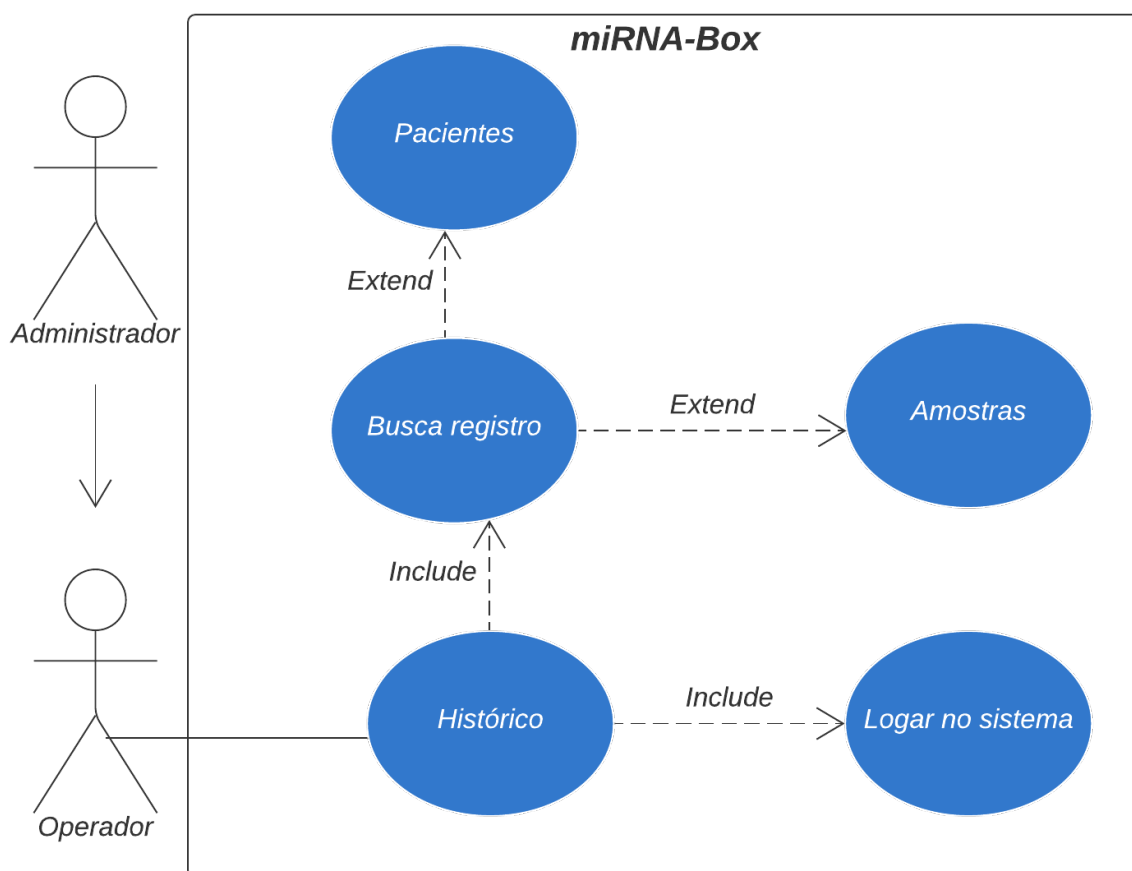 miRNA-Box
Pacientes
Extend
Administrador
Busca registro
Extend
Amostras
Include
Histórico
Include
Logar no sistema
Operador